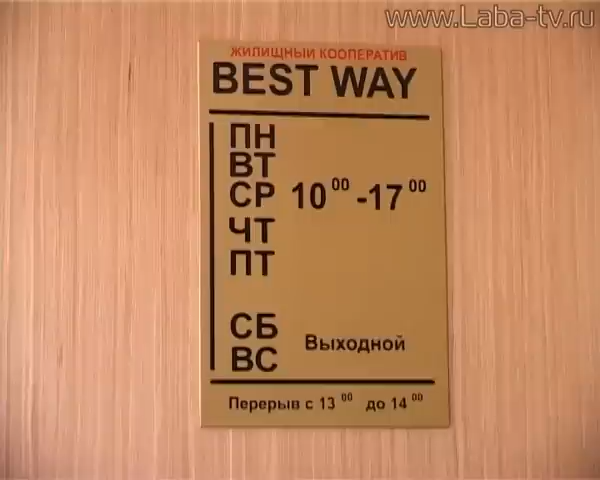 www.Laba-tv.ru
ЖИЛИЩНЫЙ КООПЕРАТИВ
BEST WAY
ПН
ВТ
СР 10 00 -17 00
ЧТ
ПТ
СБ
Выходной
ВС
Перерыв с 13 00 до 14 00